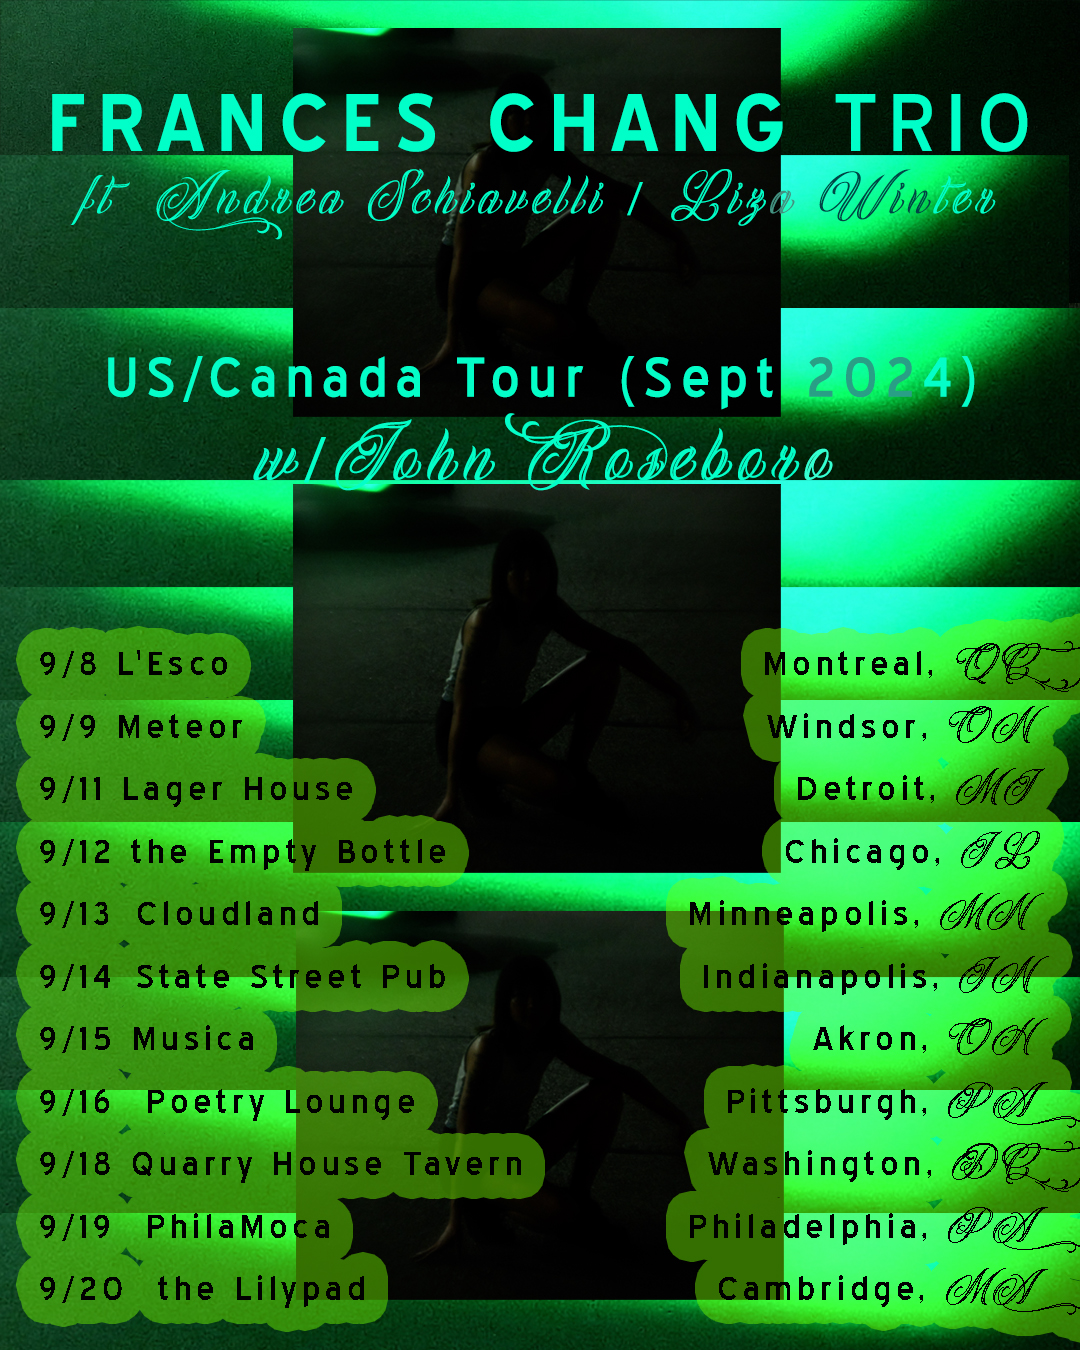 FRANCES CHANG TRIO
ft Andrea Schiavelli / Liza Winter
US/Canada Tour (Sept 2024)
w/ John Roseboro
9/8 L'Esco Montreal, QC
9/9 Meteor Windsor, ON
9/11 Lager House Detroit, MI
9/12 the Empty Bottle Chicago, IL
9/13 Cloudland Minneapolis, MN
9/14 State Street Pub Indianapolis, IN
9/15 Musica Akron, OH
9/16 Poetry Lounge Pittsburgh, PA
9/18 Quarry House Tavern Washington, DC
9/19 PhilaMoca Philadelphia, PA
9/20 the Lilypad Cambridge, MA